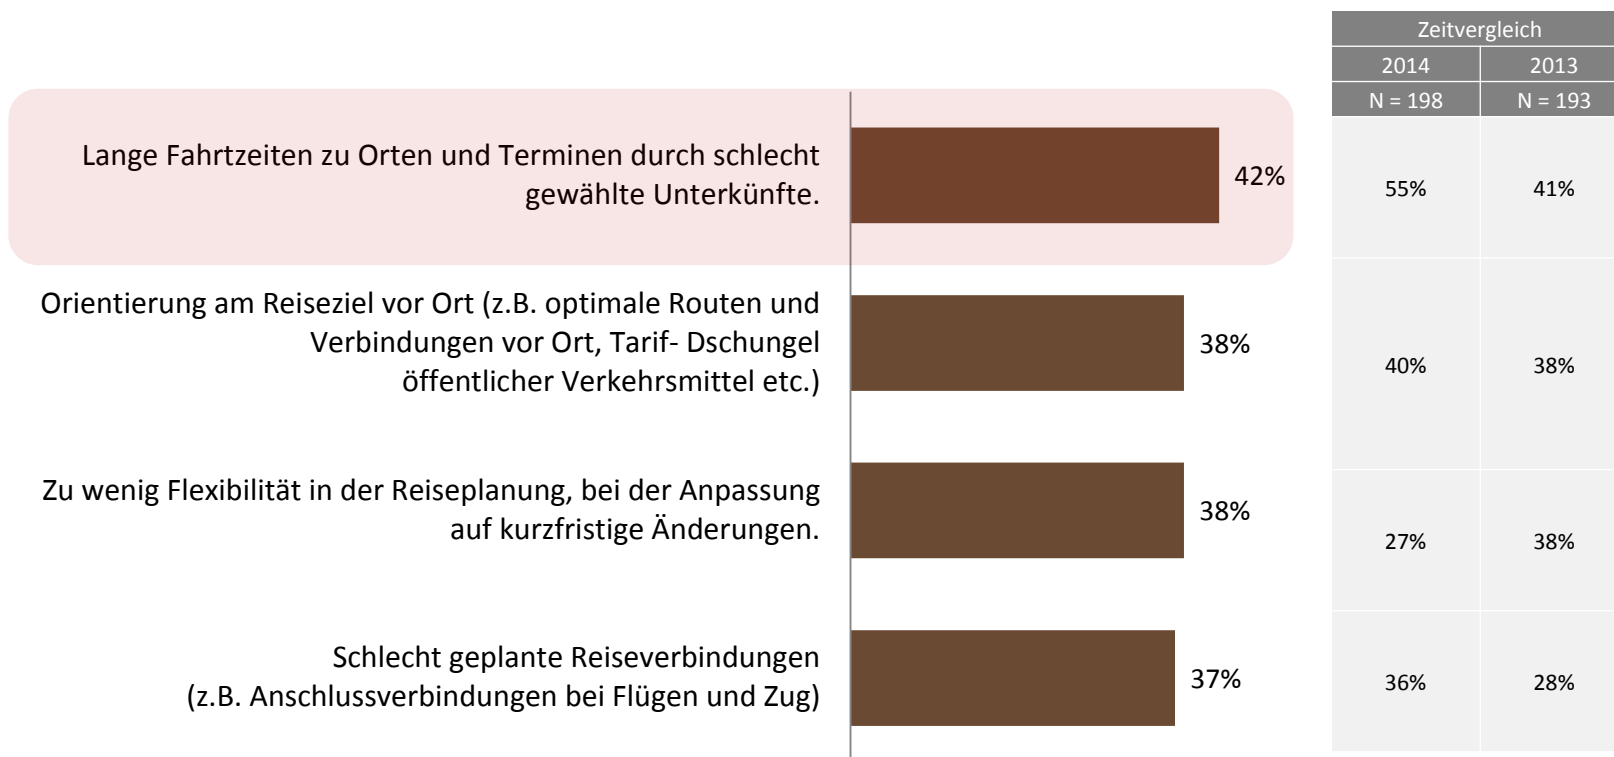 Zeitvergleich
2014 2013
N = 198 N = 193
Lange Fahrtzeiten zu Orten und Terminen durch schlecht
gewählte Unterkünfte.
42%
55% 41%
Orientierung am Reiseziel vor Ort (z.B. optimale Routen und
Verbindungen vor Ort, Tarif- Dschungel
öffentlicher Verkehrsmittel etc.)
38%
40% 38%
Zu wenig Flexibilität in der Reiseplanung, bei der Anpassung
auf kurzfristige Änderungen.
38%
27% 38%
Schlecht geplante Reiseverbindungen
(z.B. Anschlussverbindungen bei Flügen und Zug)
37%
36% 28%